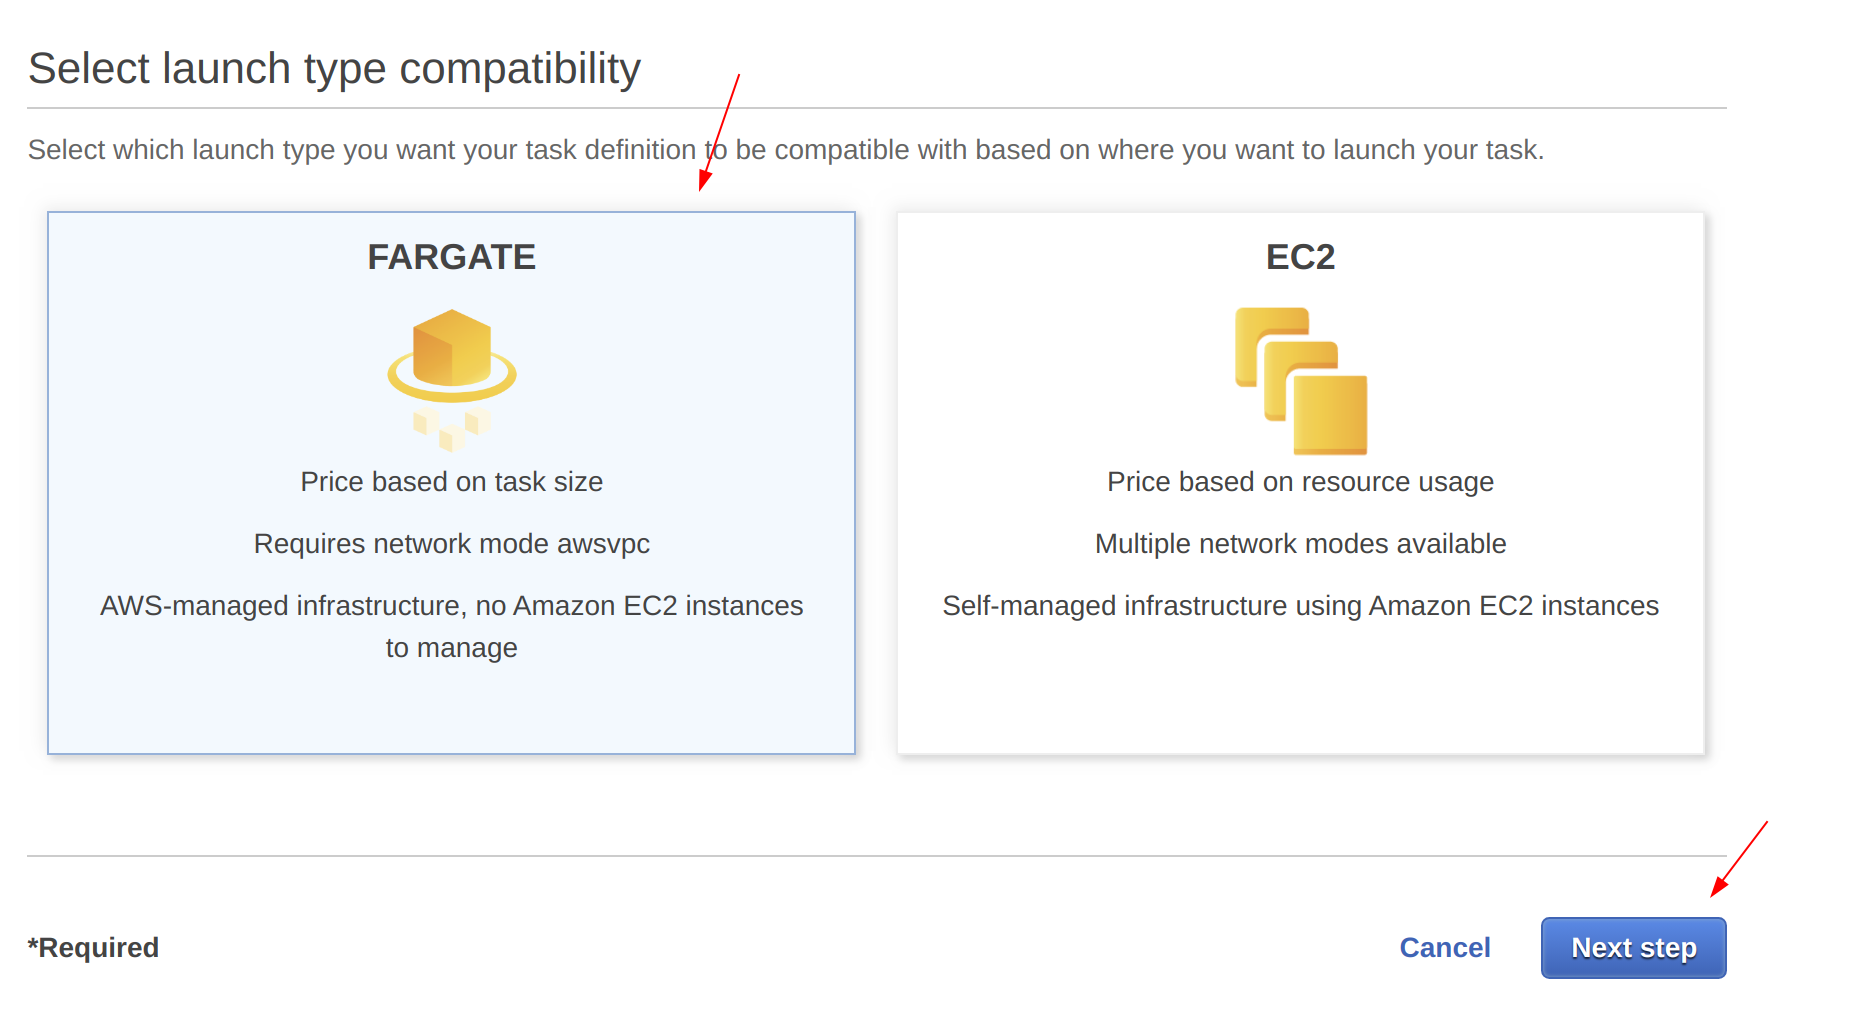 Select launch type compatibility
Select which launch type you want your task definition to be compatible with based on where you want to launch your task.
FARGATE
Price based on task size
Requires network mode awsvpc
AWS-managed infrastructure, no Amazon EC2 instances
to manage
EC2
Price based on resource usage
Multiple network modes available
Self-managed infrastructure using Amazon EC2 instances
*Required
Cancel
Next step